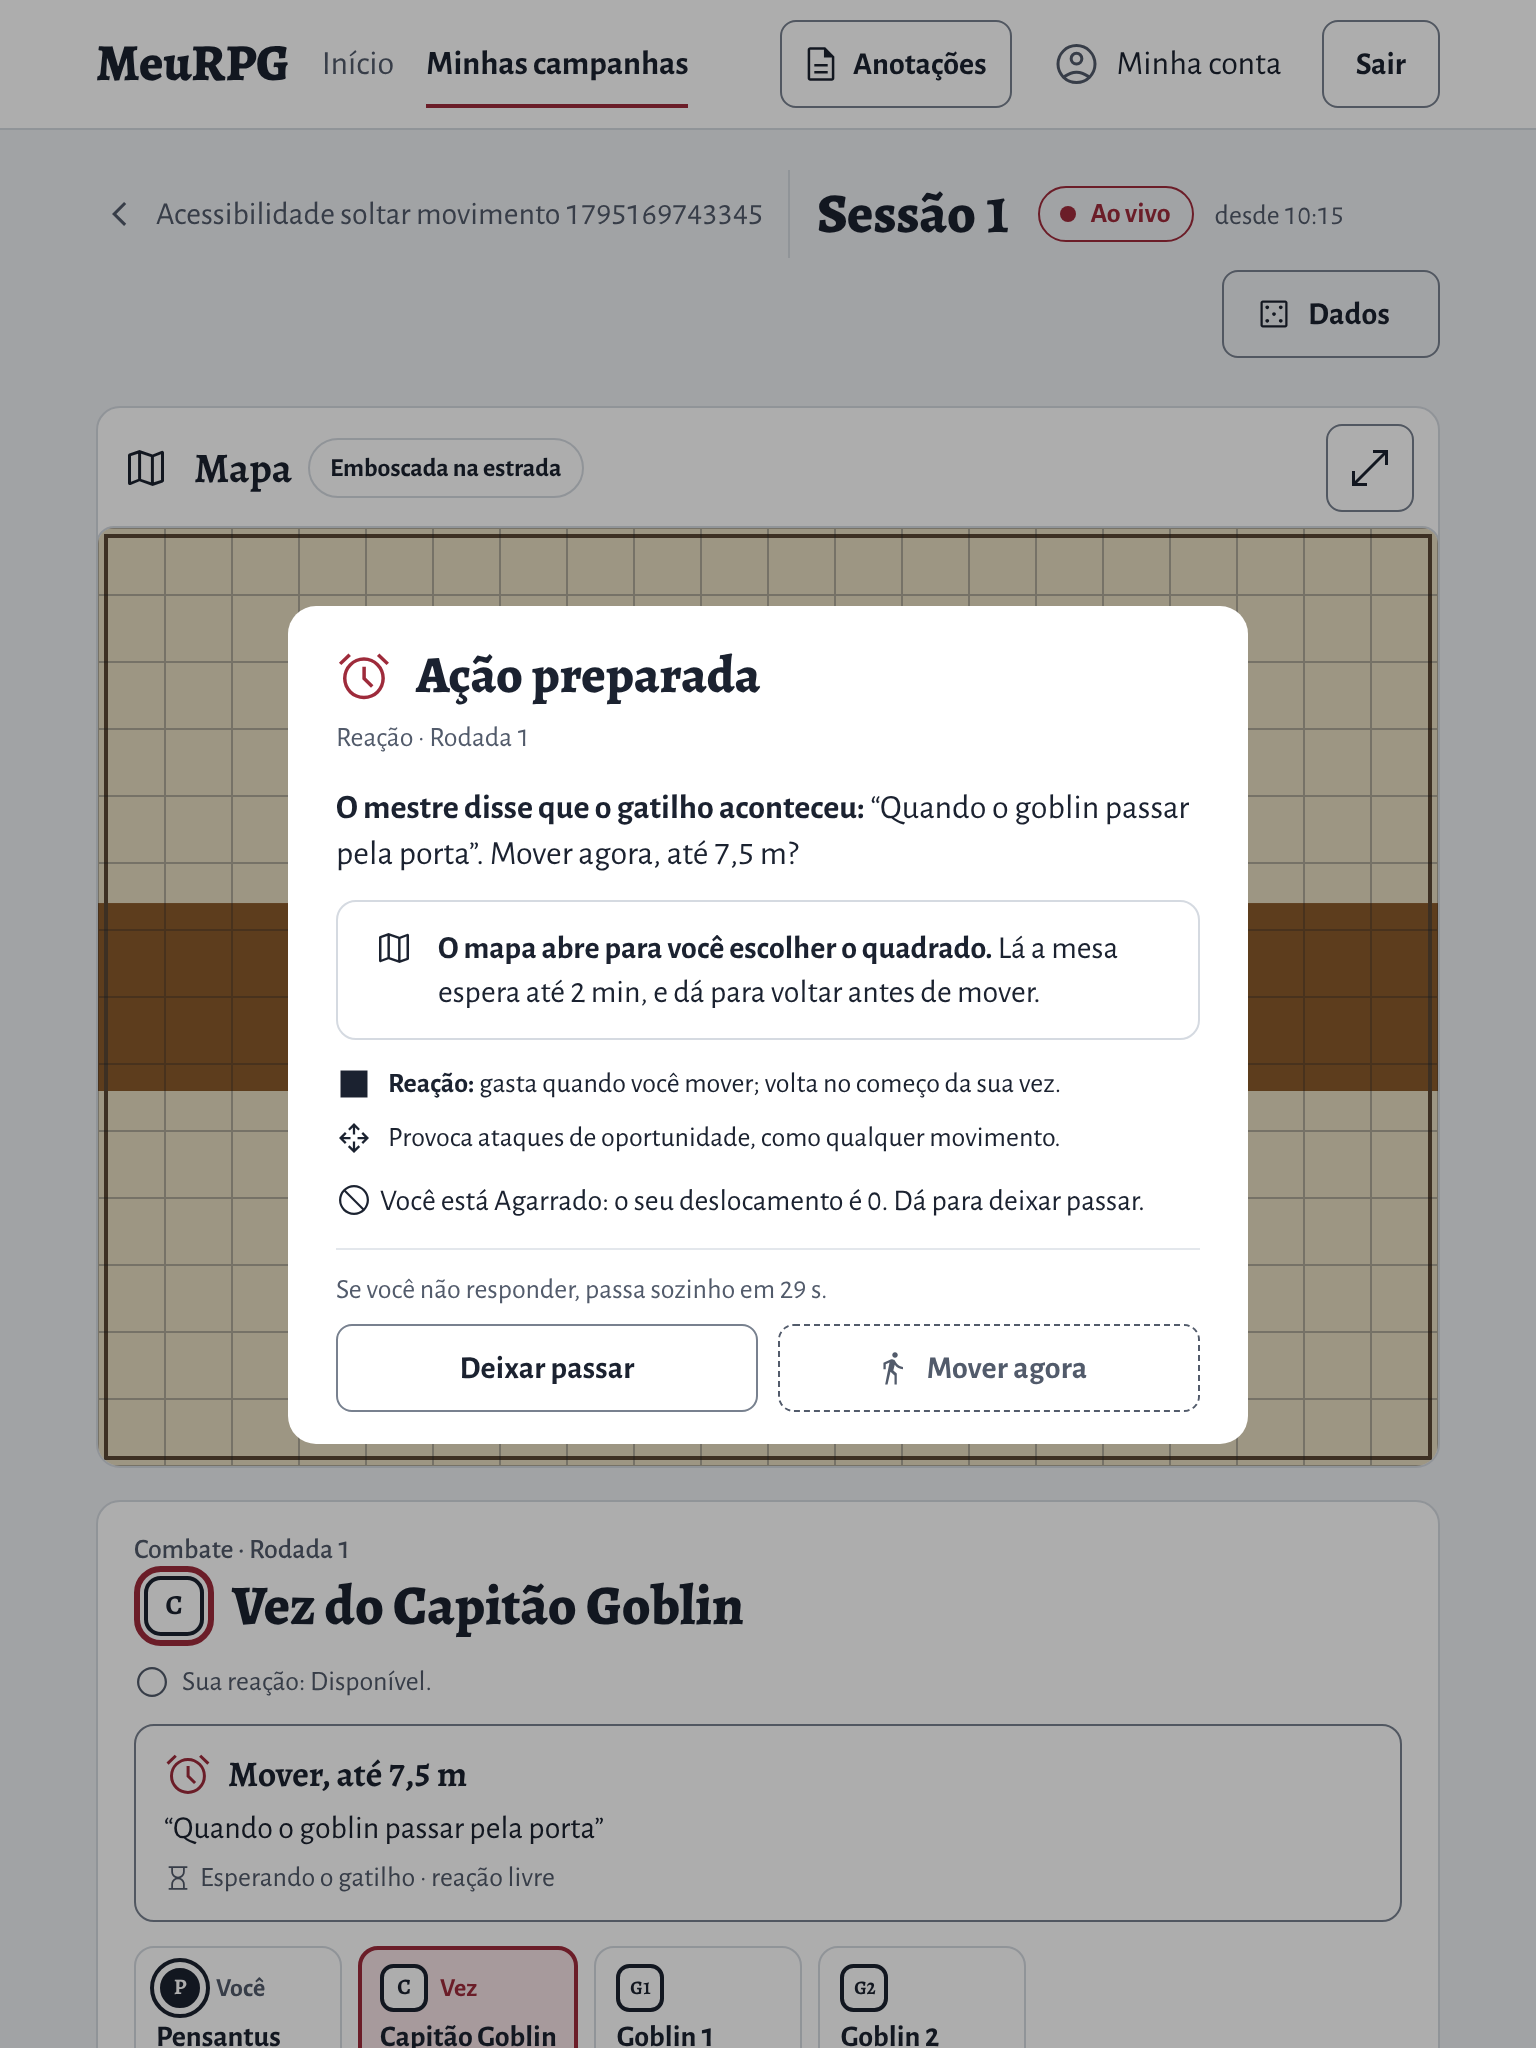 MeuRPG Início Minhas campanhas Anotações Minha conta Sair
Acessibilidade soltar movimento 1795169743345 Sessão 1 Ao vivo desde 10:15
Dados
Mapa Emboscada na estrada
Ação preparada
Reação · Rodada 1
O mestre disse que o gatilho aconteceu: “Quando o goblin passar
pela porta”. Mover agora, até 7,5 m?
O mapa abre para você escolher o quadrado. Lá a mesa
espera até 2 min, e dá para voltar antes de mover.
Reação: gasta quando você mover; volta no começo da sua vez.
Provoca ataques de oportunidade, como qualquer movimento.
Você está Agarrado: o seu deslocamento é 0. Dá para deixar passar.
Se você não responder, passa sozinho em 29 s.
Deixar passar Mover agora
Combate · Rodada 1
C Vez do Capitão Goblin
Sua reação: Disponível.
Mover, até 7,5 m
“Quando o goblin passar pela porta”
Esperando o gatilho · reação livre
P Você C Vez G1 G2
Pensantus Capitão Goblin Goblin 1 Goblin 2